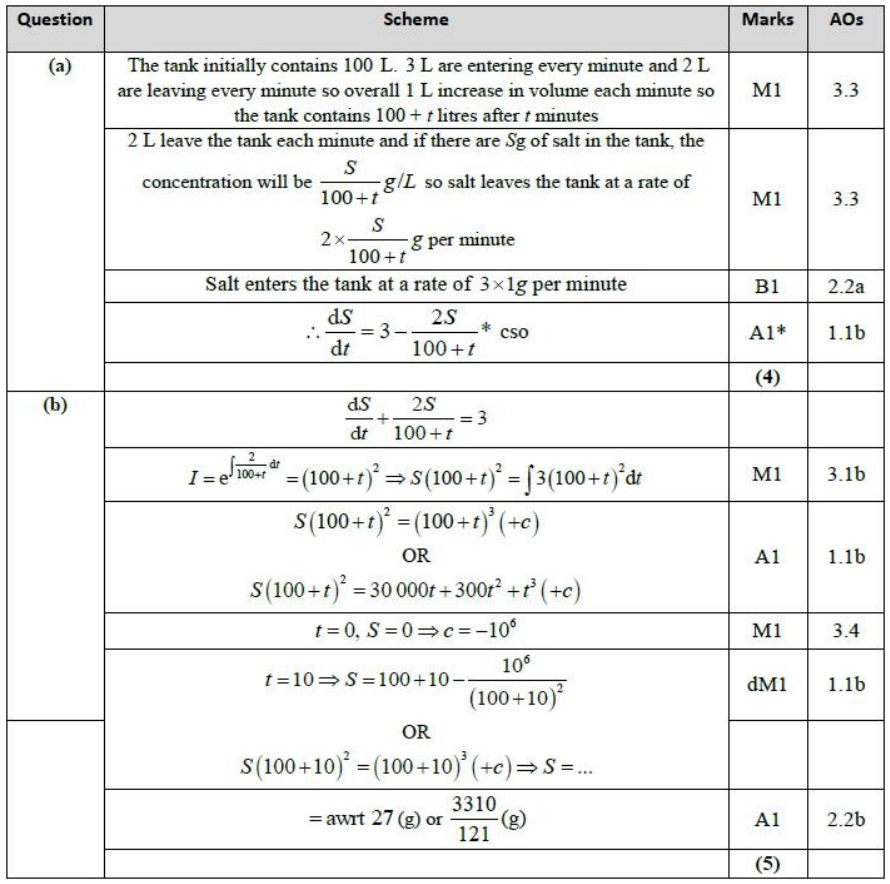 Question Scheme Marks AOs
(a) The tank initially contains 100 L. 3 L are entering every minute and 2 L
are leaving every minute so overall 1 L increase in volume each minute so M1 3.3
the tank contains 100 + t litres after t minutes
2 L leave the tank each minute and if there are Sg of salt in the tank, the
concentration will be S/(100+t) g/L so salt leaves the tank at a rate of M1 3.3
2×S/(100+t) g per minute
Salt enters the tank at a rate of 3×1g per minute B1 2.2a
∴ dS/dt = 3 − 2S/(100+t) * cso A1* 1.1b
(4)
(b) dS/dt + 2S/(100+t) = 3
I = e^(∫2/(100+t) dt) = (100+t)² ⇒ S(100+t)² = ∫3(100+t)²dt M1 3.1b
S(100+t)² = (100+t)³ (+c)
OR A1 1.1b
S(100+t)² = 30 000t + 300t² + t³ (+c)
t = 0, S = 0 ⇒ c = −10⁶ M1 3.4
t = 10 ⇒ S = 100 + 10 − 10⁶/(100+10)² dM1 1.1b
OR
S(100+10)² = (100+10)³ (+c) ⇒ S = ...
= awrt 27 (g) or 3310/121 (g) A1 2.2b
(5)